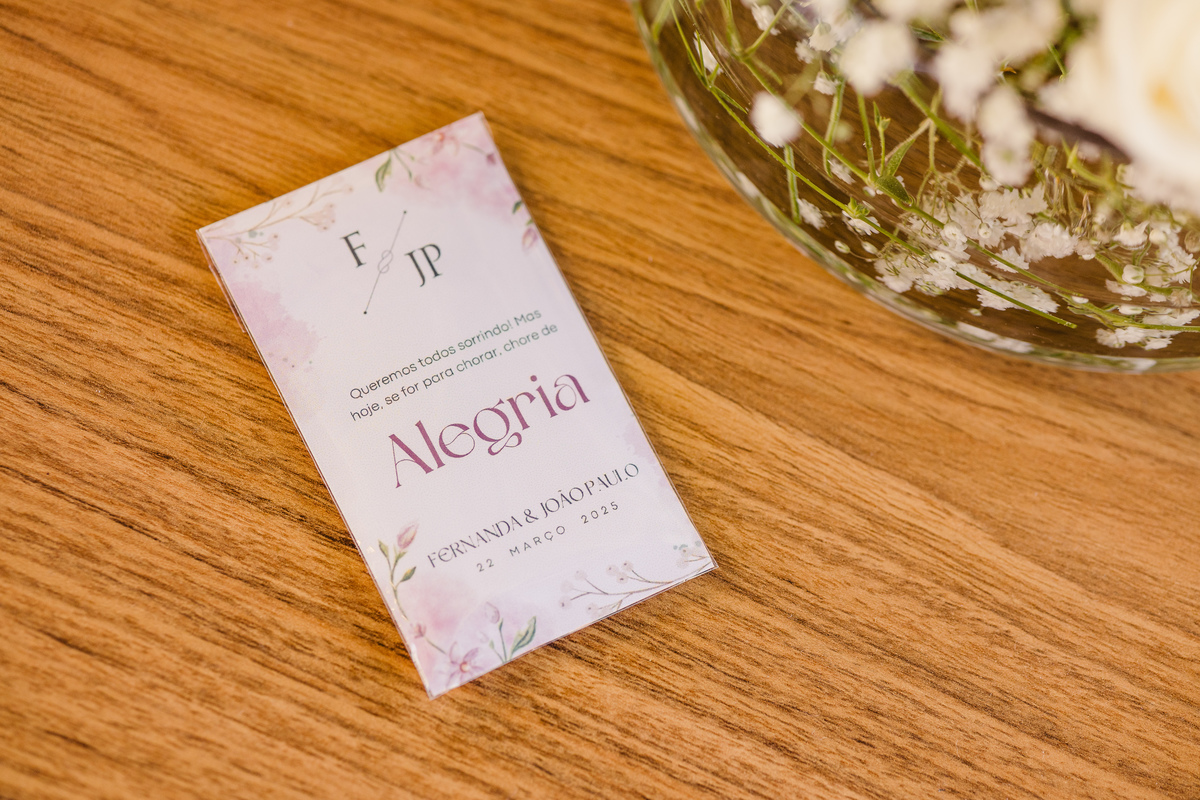 F
JP
Queremos todos sorrindo! Mas
hoje, se for para chorar, chore de
Alegria
FERNANDA & JOÃO PAULO
22 MARÇO 2025